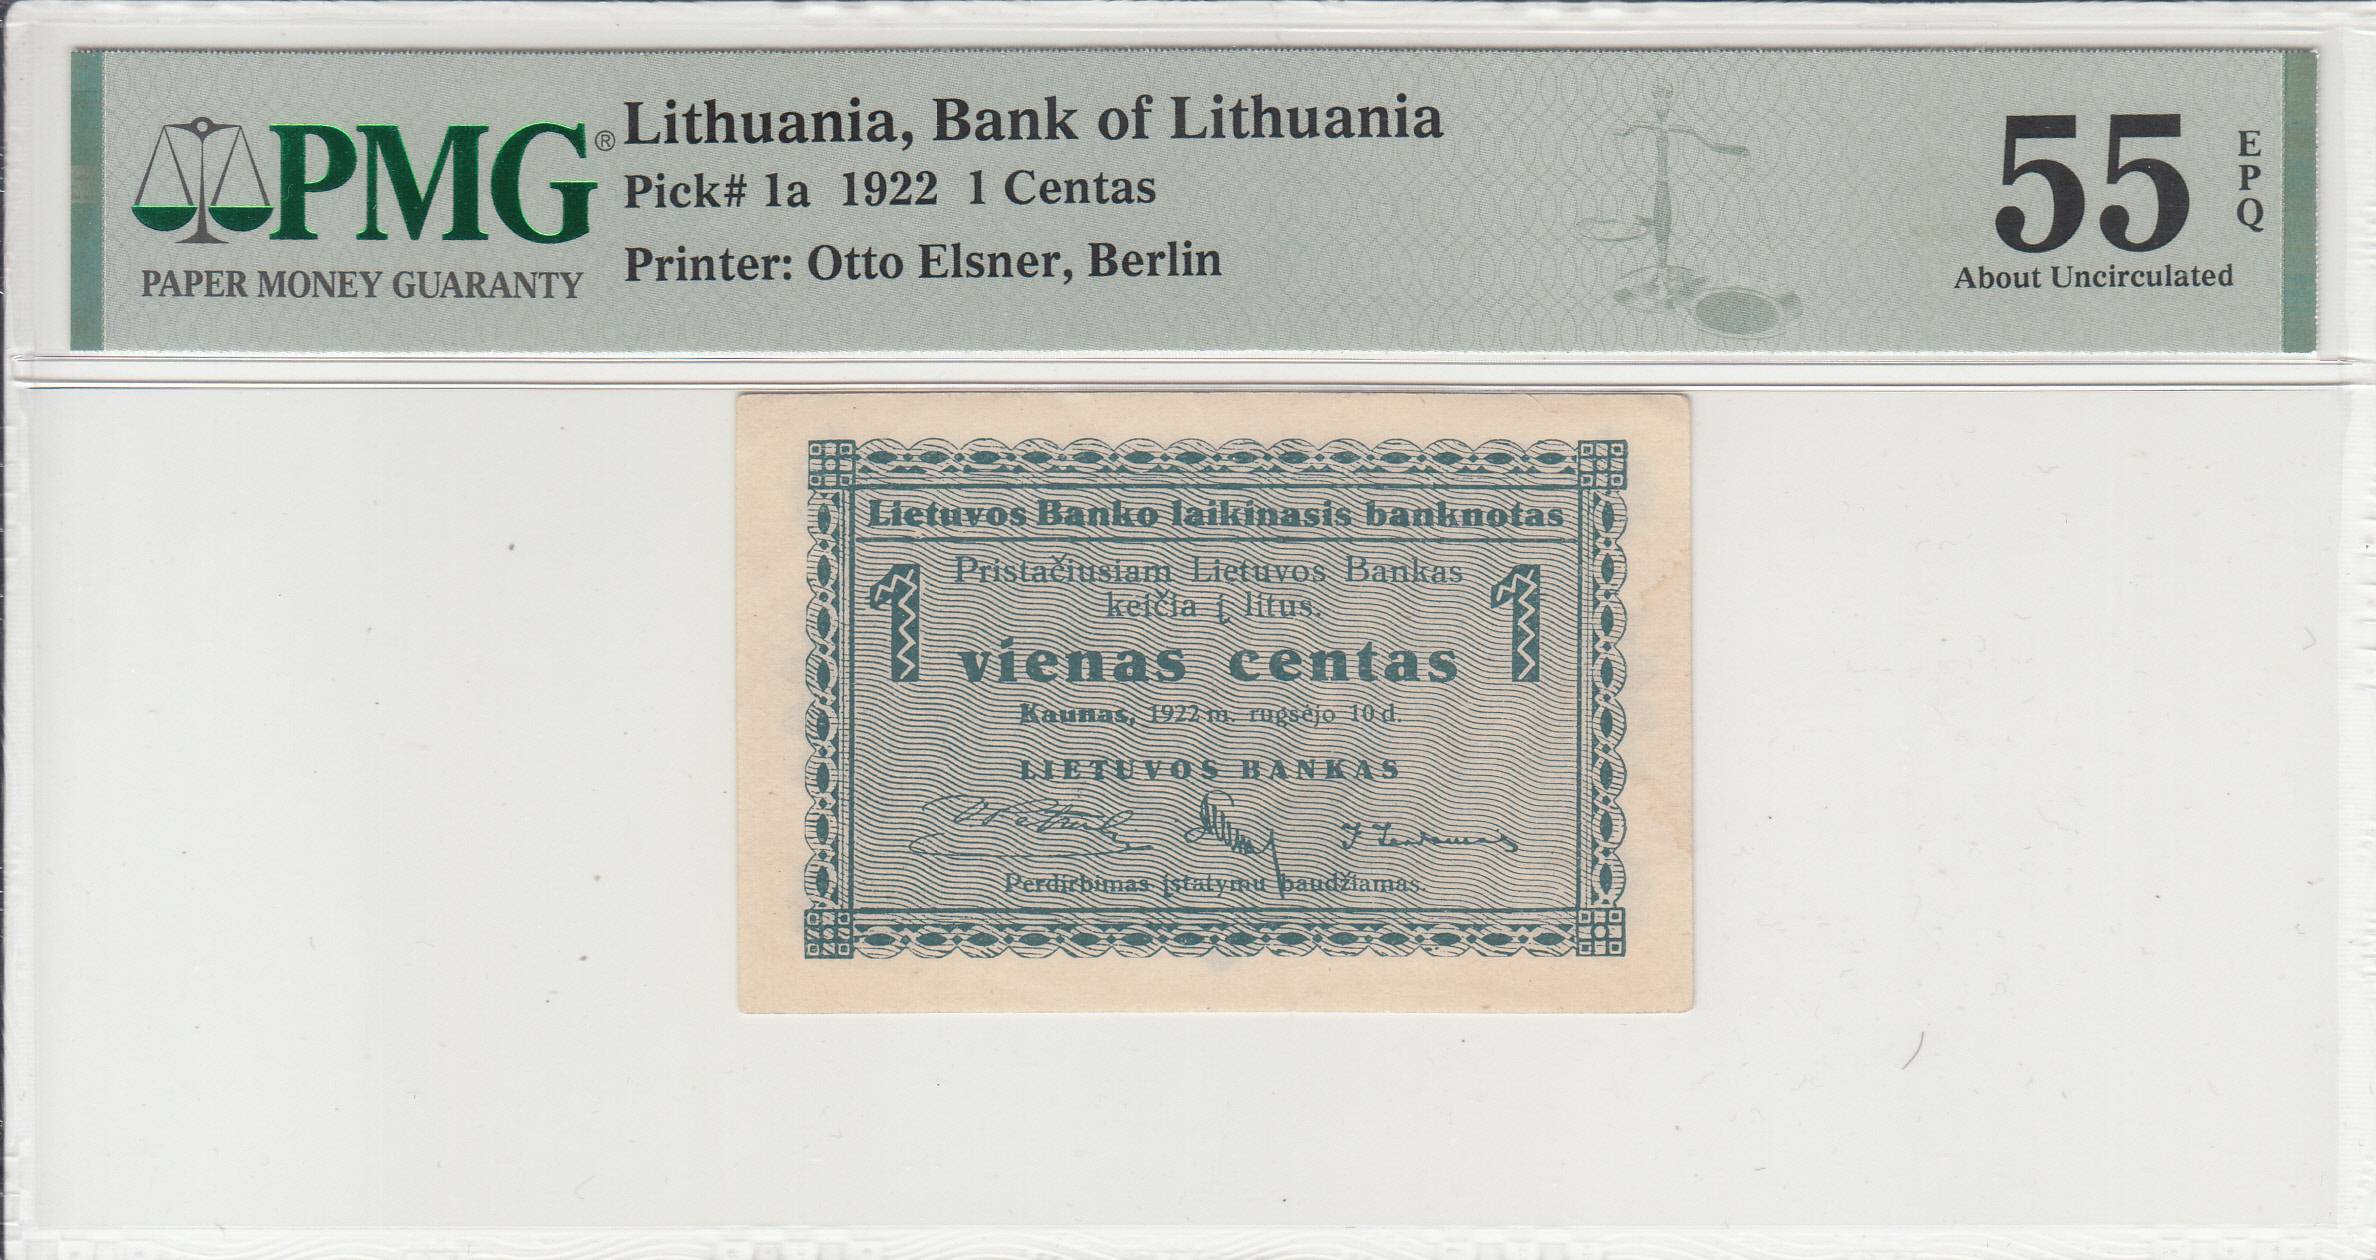 PMG®
PAPER MONEY GUARANTY
Lithuania, Bank of Lithuania
Pick# 1a 1922 1 Centas
Printer: Otto Elsner, Berlin
55
EPQ
About Uncirculated
Lietuvos Banko laikinasis banknotas
1 Pristačiusiam Lietuvos Bankas 1
keičia į litus.
vienas centas
Kaunas, 1922 m. rugsėjo 10 d.
LIETUVOS BANKAS
Perdirbimas įstatymu baudžiamas.